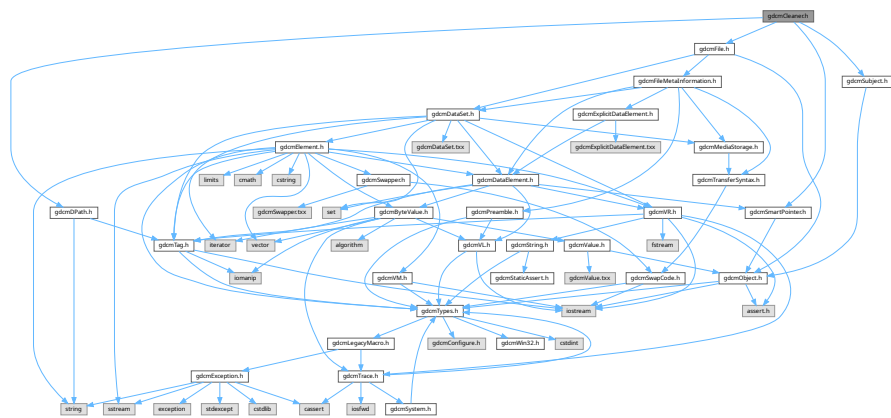 gdcmCleaner.h
gdcmFile.h
gdcmFileMetaInformation.h
gdcmSubject.h
gdcmDataSet.h
gdcmExplicitDataElement.h
gdcmElement.h
gdcmDataSet.txx
gdcmExplicitDataElement.txx
gdcmMediaStorage.h
limits
cmath
cstring
gdcmSwapper.h
gdcmDataElement.h
gdcmTransferSyntax.h
gdcmDPath.h
gdcmSwapper.txx
set
gdcmByteValue.h
gdcmPreamble.h
gdcmVR.h
gdcmSmartPointer.h
gdcmTag.h
iterator
vector
algorithm
gdcmVL.h
gdcmString.h
gdcmValue.h
fstream
iomanip
gdcmVM.h
gdcmStaticAssert.h
gdcmValue.txx
gdcmSwapCode.h
gdcmObject.h
gdcmTypes.h
iostream
assert.h
gdcmLegacyMacro.h
gdcmConfigure.h
gdcmWin32.h
cstdint
gdcmException.h
gdcmTrace.h
string
sstream
exception
stdexcept
cstdlib
cassert
iosfwd
gdcmSystem.h